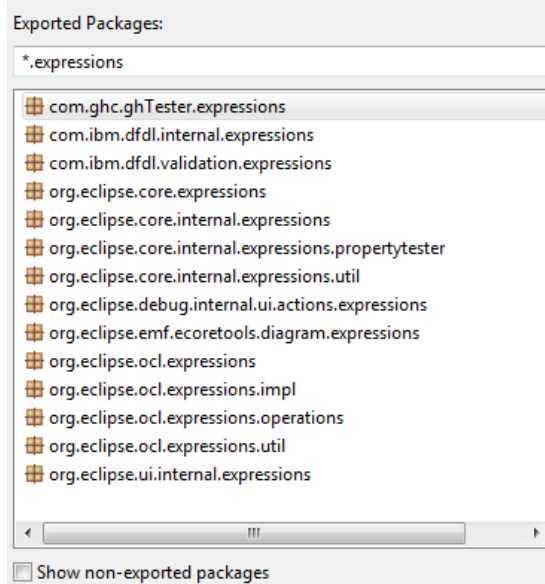 Exported Packages:
*.expressions
com.ghc.ghTester.expressions
com.ibm.dfdl.internal.expressions
com.ibm.dfdl.validation.expressions
org.eclipse.core.expressions
org.eclipse.core.internal.expressions
org.eclipse.core.internal.expressions.propertytester
org.eclipse.core.internal.expressions.util
org.eclipse.debug.internal.ui.actions.expressions
org.eclipse.emf.ecoretools.diagram.expressions
org.eclipse.ocl.expressions
org.eclipse.ocl.expressions.impl
org.eclipse.ocl.expressions.operations
org.eclipse.ocl.expressions.util
org.eclipse.ui.internal.expressions
Show non-exported packages